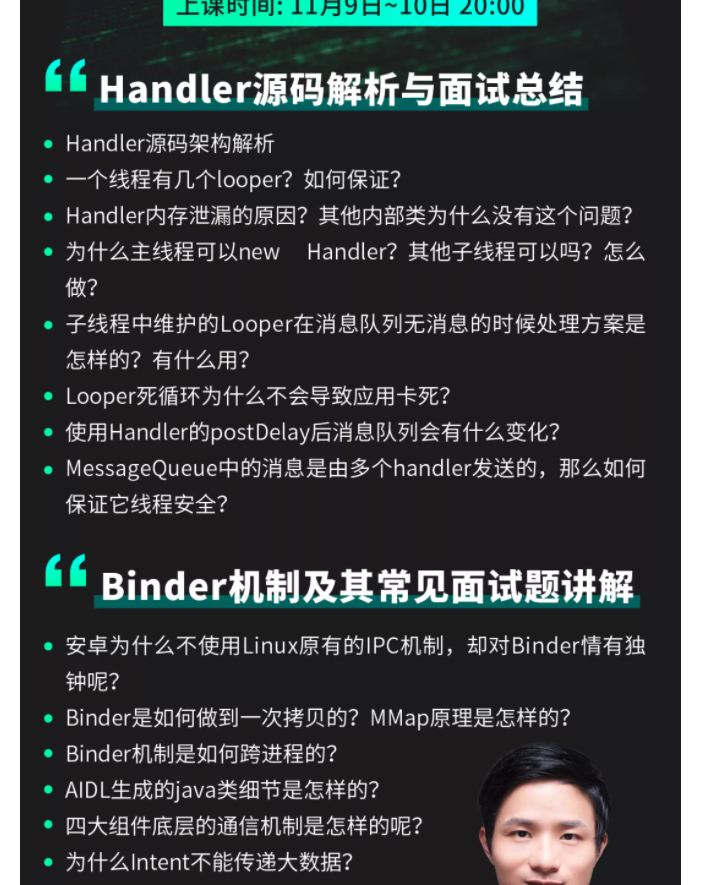 上课时间: 11月9日~10日 20:00
Handler源码解析与面试总结
Handler源码架构解析
一个线程有几个looper？如何保证？
Handler内存泄漏的原因？其他内部类为什么没有这个问题？
为什么主线程可以new Handler？其他子线程可以吗？怎么
做？
子线程中维护的Looper在消息队列无消息的时候处理方案是
怎样的？有什么用？
Looper死循环为什么不会导致应用卡死？
使用Handler的postDelay后消息队列会有什么变化？
MessageQueue中的消息是由多个handler发送的，那么如何
保证它线程安全？
Binder机制及其常见面试题讲解
安卓为什么不使用Linux原有的IPC机制，却对Binder情有独
钟呢？
Binder是如何做到一次拷贝的？MMap原理是怎样的？
Binder机制是如何跨进程的？
AIDL生成的java类细节是怎样的？
四大组件底层的通信机制是怎样的呢？
为什么Intent不能传递大数据？